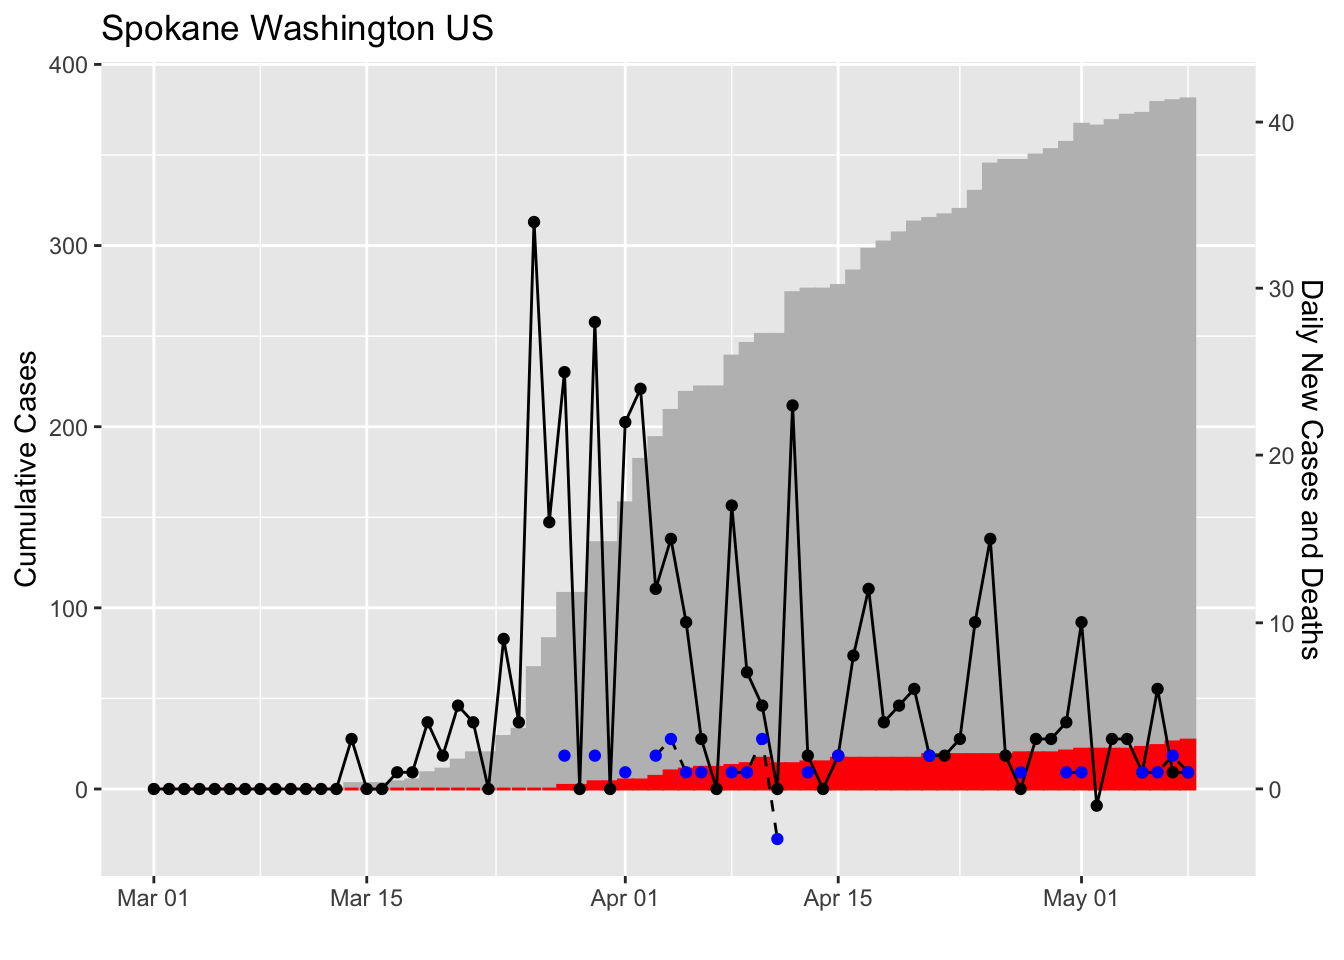 Spokane Washington US
400
300
200
100
0
Cumulative Cases
40
30
20
10
0
Daily New Cases and Deaths
Mar 01
Mar 15
Apr 01
Apr 15
May 01